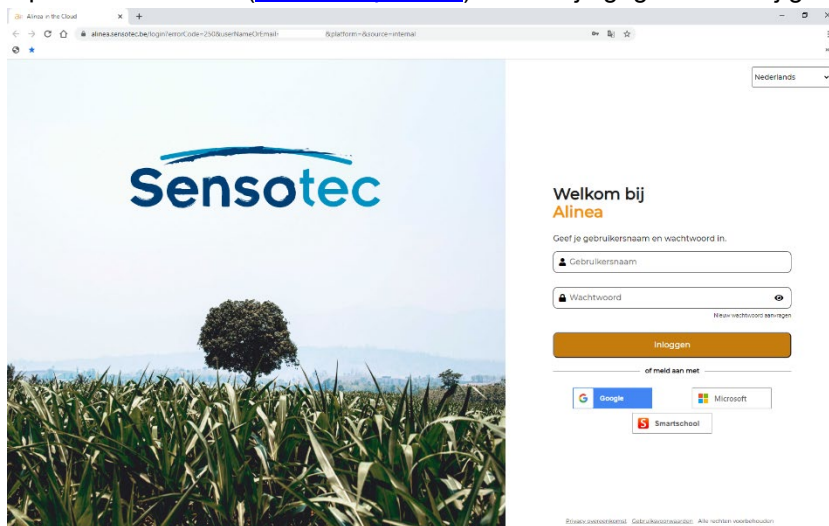 Alinea in the Cloud
alinea.sensotec.be/login?errorCode=250&userNameOrEmail= &platform=&source=internal
Nederlands
Sensotec
Welkom bij
Alinea
Geef je gebruikersnaam en wachtwoord in.
Gebruikersnaam
Wachtwoord
Nieuw wachtwoord aanvragen
Inloggen
of meld aan met
Google Microsoft
Smartschool
Privacy overeenkomst Gebruiksvoorwaarden Alle rechten voorbehouden